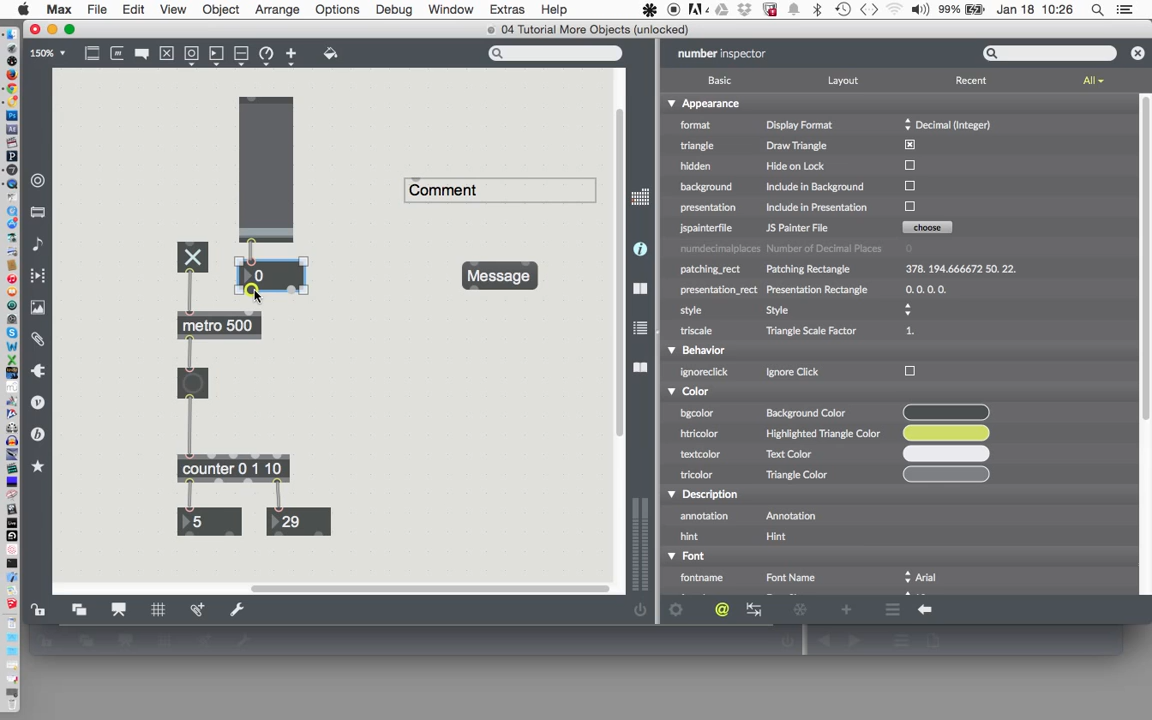 Max File Edit View Object Arrange Options Debug Window Extras Help 4 99% Jan 18 10:26
04 Tutorial More Objects (unlocked)
150%
number inspector
Basic Layout Recent All
Appearance
format Display Format Decimal (Integer)
triangle Draw Triangle
hidden Hide on Lock
background Include in Background
presentation Include in Presentation
jspainterfile JS Painter File choose
numdecimalplaces Number of Decimal Places 0
patching_rect Patching Rectangle 378. 194.666672 50. 22.
presentation_rect Presentation Rectangle 0. 0. 0. 0.
style Style
triscale Triangle Scale Factor 1.
Behavior
ignoreclick Ignore Click
Color
bgcolor Background Color
htricolor Highlighted Triangle Color
textcolor Text Color
tricolor Triangle Color
Description
annotation Annotation
hint Hint
Font
fontname Font Name Arial
Comment
0
Message
metro 500
counter 0 1 10
5 29